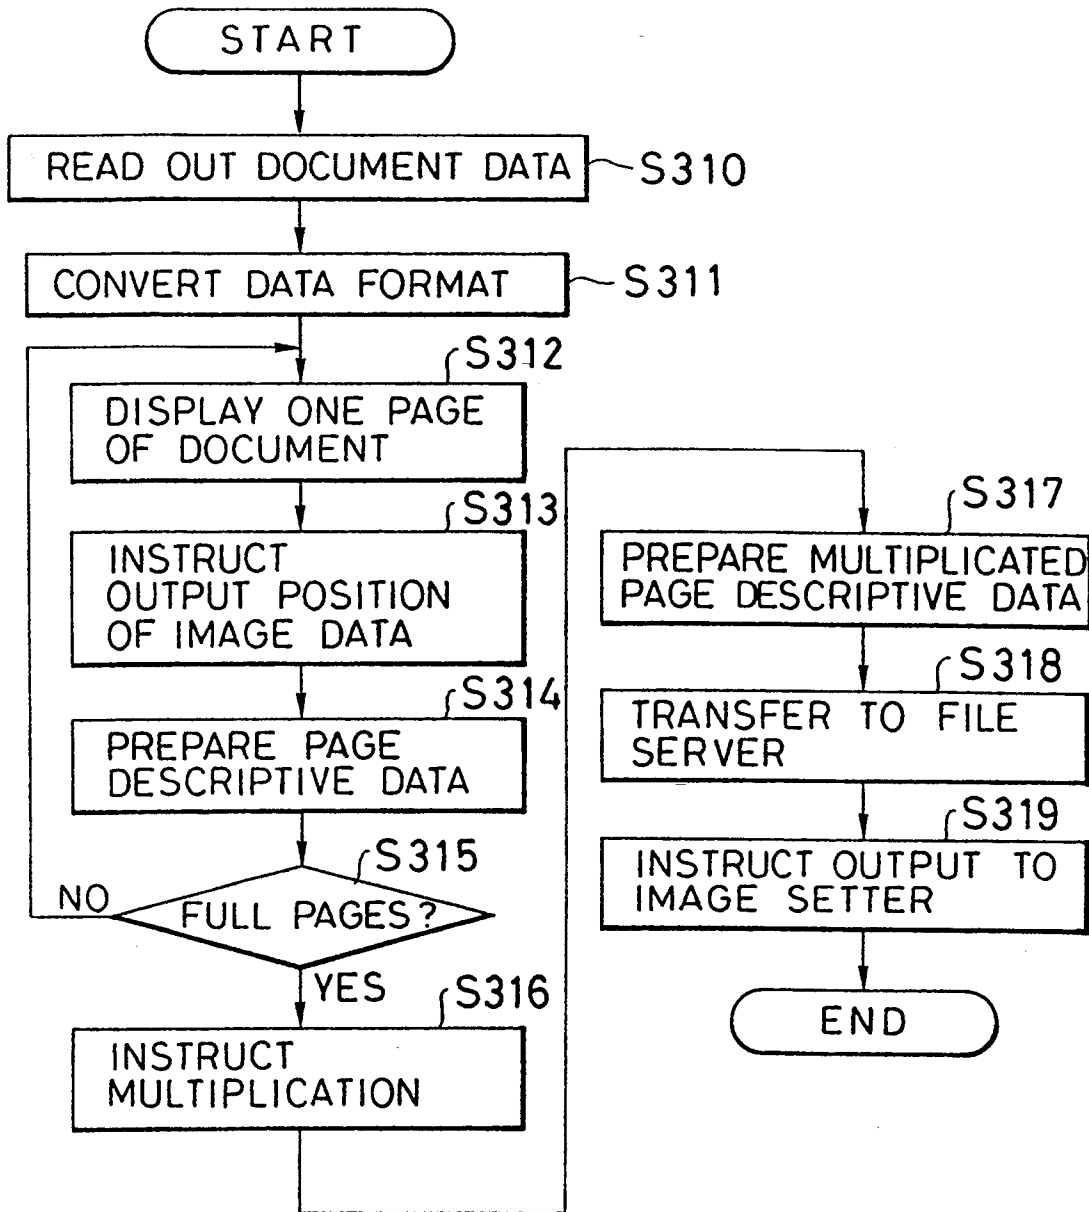 START
READ OUT DOCUMENT DATA
S310
CONVERT DATA FORMAT
S311
S312
DISPLAY ONE PAGE
OF DOCUMENT
S313
INSTRUCT
OUTPUT POSITION
OF IMAGE DATA
S314
PREPARE PAGE
DESCRIPTIVE DATA
S315
FULL PAGES?
NO
YES
S316
INSTRUCT
MULTIPLICATION
S317
PREPARE MULTIPLICATED
PAGE DESCRIPTIVE DATA
S318
TRANSFER TO FILE
SERVER
S319
INSTRUCT OUTPUT TO
IMAGE SETTER
END